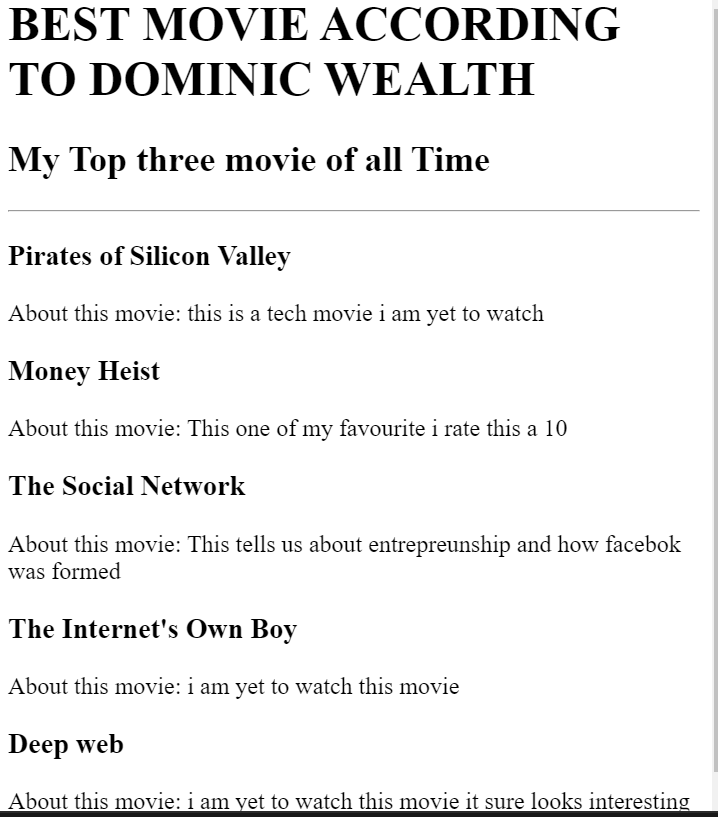 BEST MOVIE ACCORDING
TO DOMINIC WEALTH
My Top three movie of all Time
Pirates of Silicon Valley
About this movie: this is a tech movie i am yet to watch
Money Heist
About this movie: This one of my favourite i rate this a 10
The Social Network
About this movie: This tells us about entrepreunship and how facebok
was formed
The Internet's Own Boy
About this movie: i am yet to watch this movie
Deep web
About this movie: i am yet to watch this movie it sure looks interesting